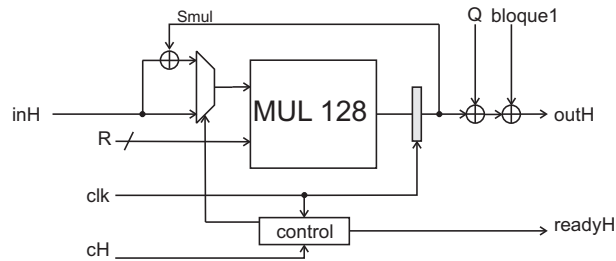 Smul
Q bloque1
inH
MUL 128
outH
R
clk
control
readyH
cH